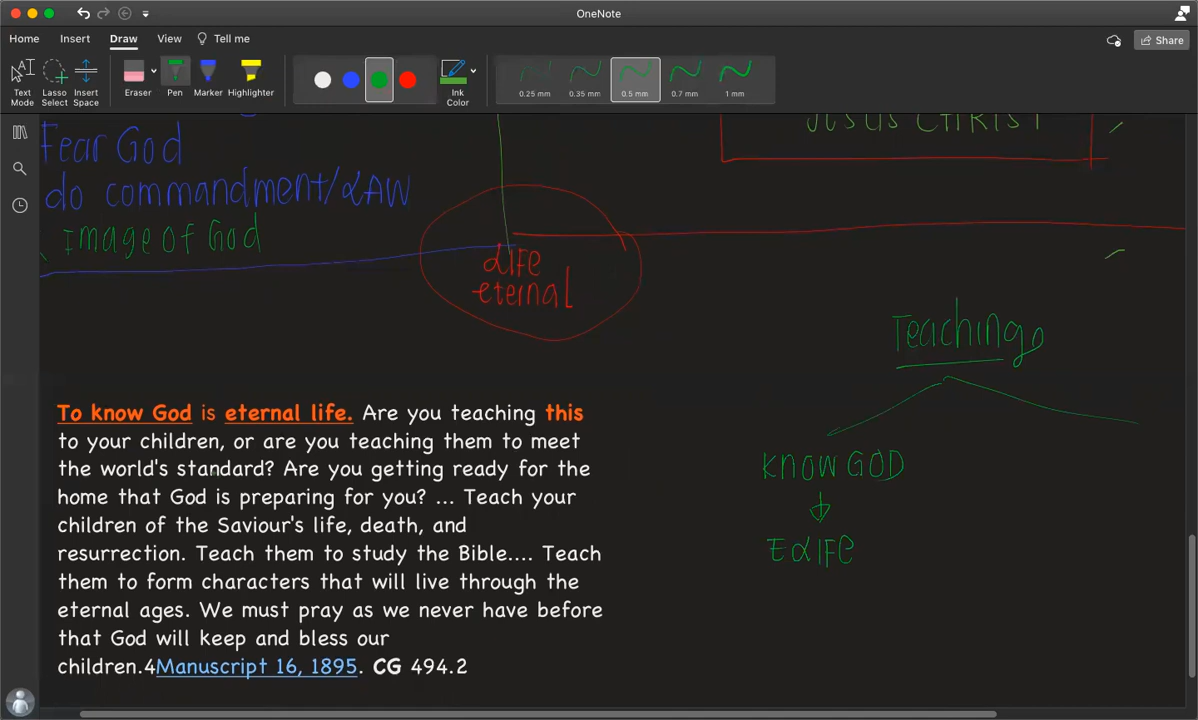 OneNote
Home Insert Draw View Tell me
Share
Text Mode
Lasso Select
Insert Space
Eraser
Pen
Marker
Highlighter
Ink Color
0.25 mm 0.35 mm 0.5 mm 0.7 mm 1 mm
JESUS CHRIST
Fear God
do commandment/LAW
Image of God
LIFE
eternal
Teaching
KNOW GOD
E LIFE
To know God is eternal life. Are you teaching this
to your children, or are you teaching them to meet
the world's standard? Are you getting ready for the
home that God is preparing for you? ... Teach your
children of the Saviour's life, death, and
resurrection. Teach them to study the Bible.... Teach
them to form characters that will live through the
eternal ages. We must pray as we never have before
that God will keep and bless our
children.4Manuscript 16, 1895. CG 494.2